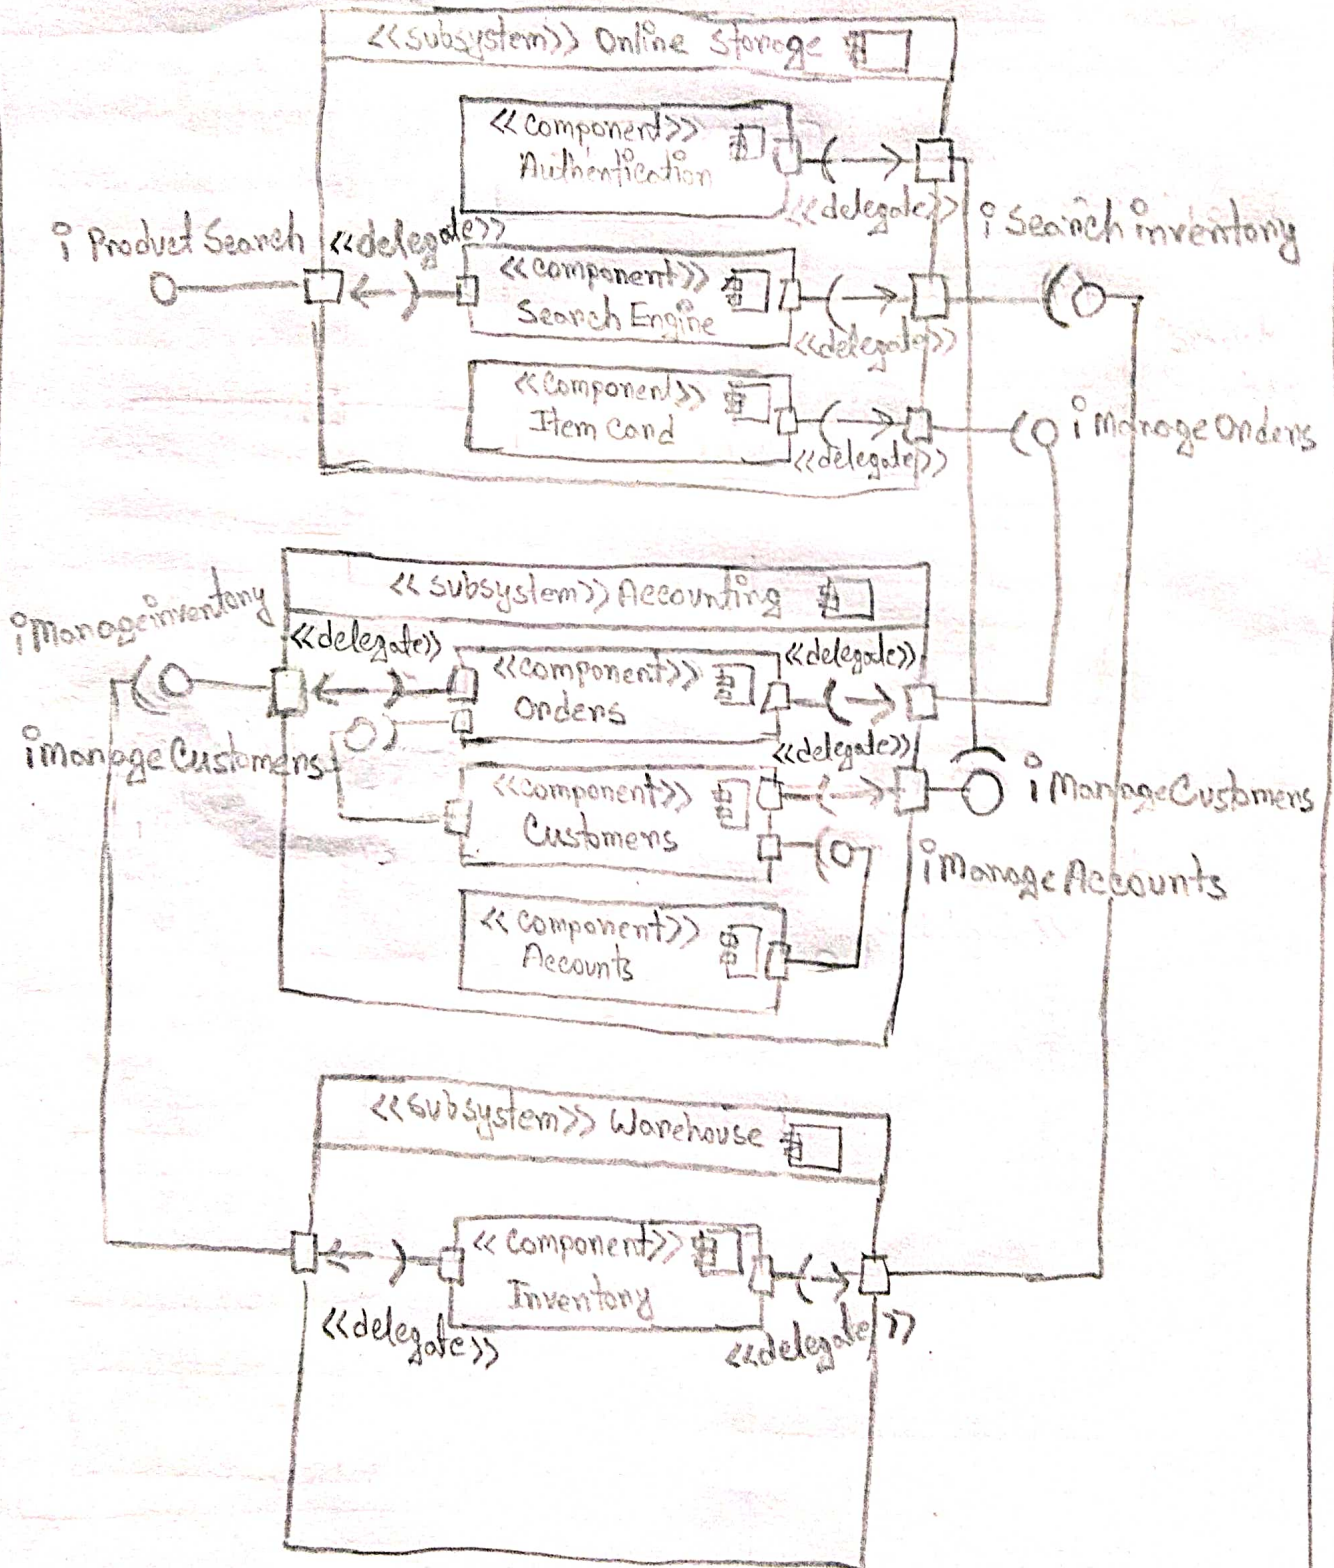 <<subsystem>> Online Storage
<<component>>
Authentication
<<delegate>>
i Search inventory
i Product Search
<<delegate>>
<<component>>
Search Engine
<<delegate>>
<<component>>
Item Card
<<delegate>>
i Manage Orders
<<subsystem>> Accounting
i Manage inventory
<<delegate>>
<<component>>
Orders
<<delegate>>
i Manage Customers
<<delegate>>
<<component>>
Customers
i Manage Customers
i Manage Accounts
<<component>>
Accounts
<<subsystem>> Warehouse
<<component>>
Inventory
<<delegate>>
<<delegate>>